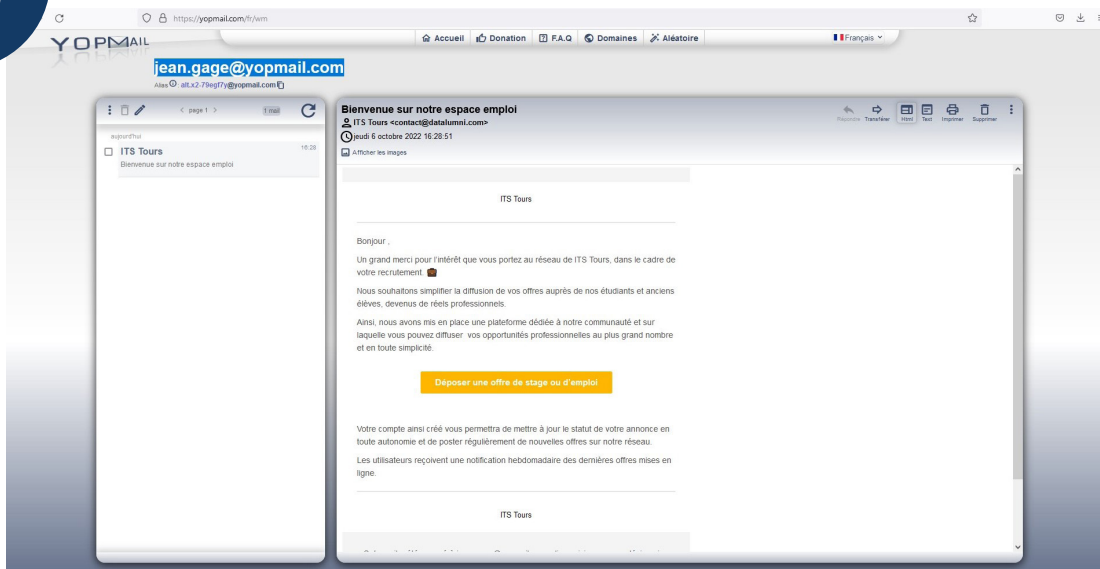 https://yopmail.com/fr/wm
YOPMAIL
Accueil Donation F.A.Q Domaines Aléatoire
Français
jean.gage@yopmail.com
Alias : alt.x2-79egf7y@yopmail.com
< page 1 >
1 mail
aujourd'hui
ITS Tours 16:28
Bienvenue sur notre espace emploi
Bienvenue sur notre espace emploi
ITS Tours <contact@datalumni.com>
jeudi 6 octobre 2022 16:28:51
Afficher les images
Répondre Transférer Html Text Imprimer Supprimer
ITS Tours
Bonjour ,
Un grand merci pour l'intérêt que vous portez au réseau de ITS Tours, dans le cadre de
votre recrutement.
Nous souhaitons simplifier la diffusion de vos offres auprès de nos étudiants et anciens
élèves, devenus de réels professionnels.
Ainsi, nous avons mis en place une plateforme dédiée à notre communauté et sur
laquelle vous pouvez diffuser vos opportunités professionnelles au plus grand nombre
et en toute simplicité.
Déposer une offre de stage ou d'emploi
Votre compte ainsi créé vous permettra de mettre à jour le statut de votre annonce en
toute autonomie et de poster régulièrement de nouvelles offres sur notre réseau.
Les utilisateurs reçoivent une notification hebdomadaire des dernières offres mises en
ligne.
ITS Tours